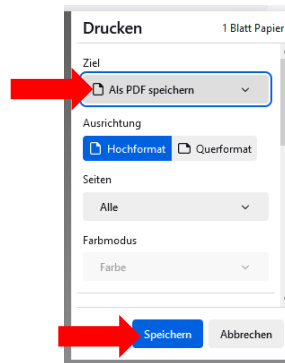 Drucken 1 Blatt Papier
Ziel
Als PDF speichern
Ausrichtung
Hochformat Querformat
Seiten
Alle
Farbmodus
Farbe
Speichern Abbrechen